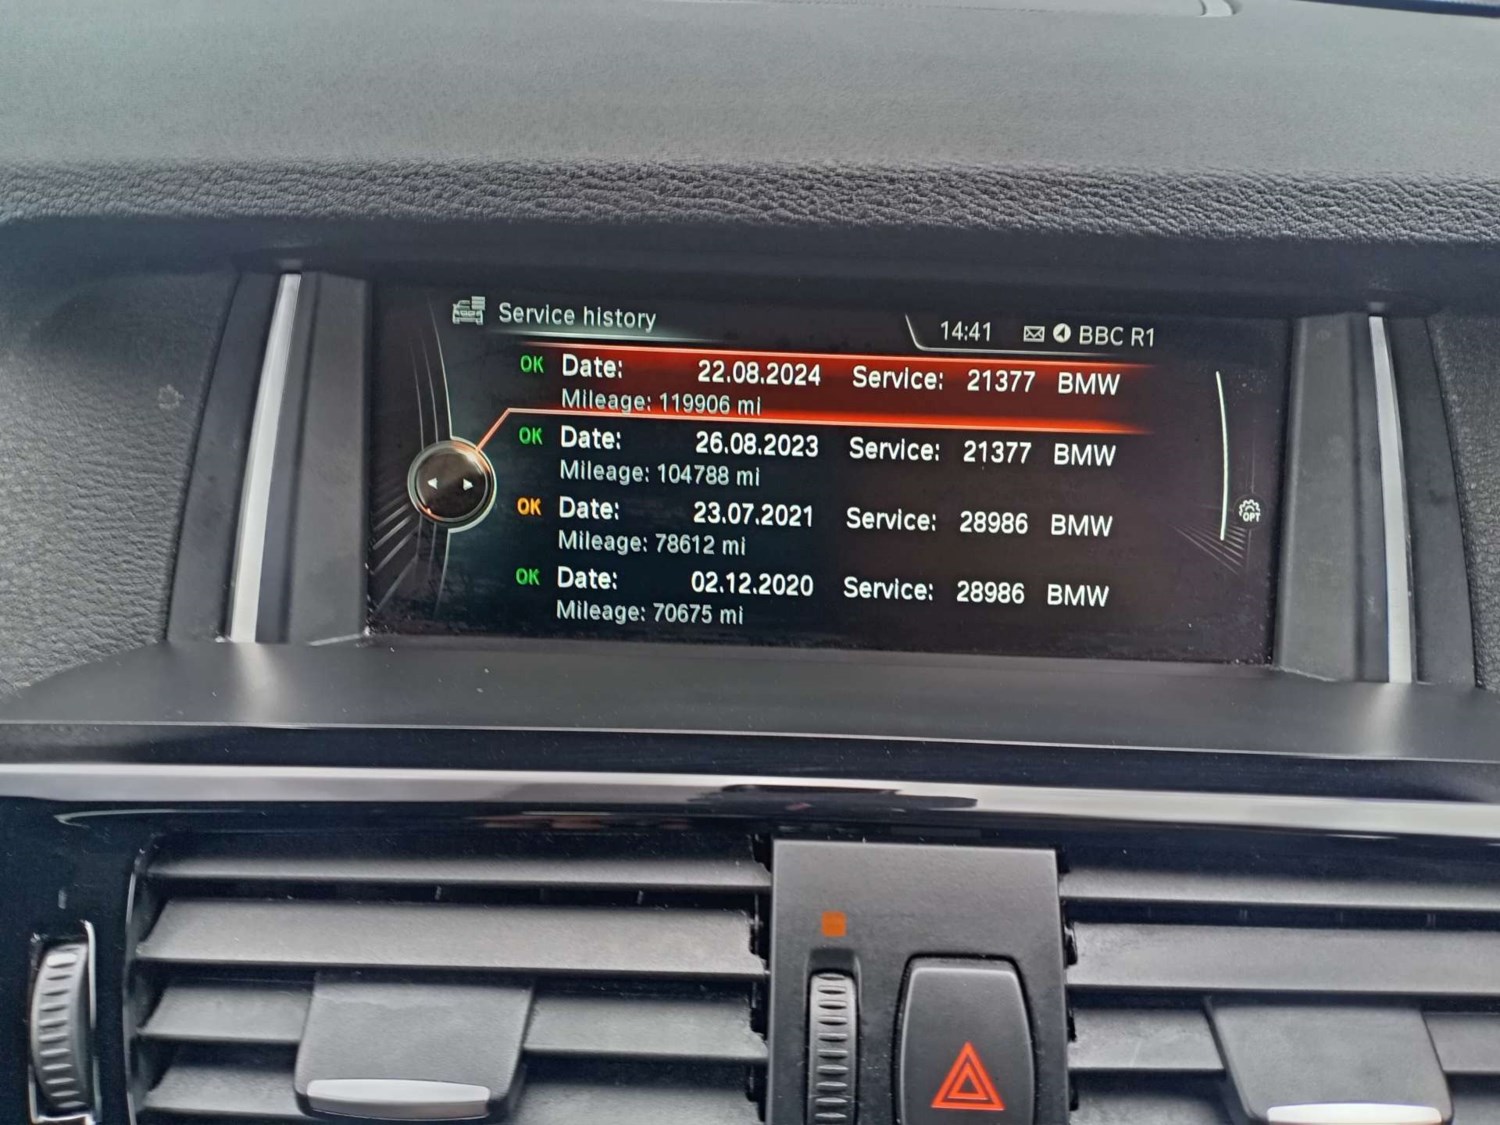 Service history
14:41 BBC R1
OK Date: 22.08.2024 Service: 21377 BMW
Mileage: 119906 mi
OK Date: 26.08.2023 Service: 21377 BMW
Mileage: 104788 mi
OK Date: 23.07.2021 Service: 28986 BMW
Mileage: 78612 mi
OPT
OK Date: 02.12.2020 Service: 28986 BMW
Mileage: 70675 mi